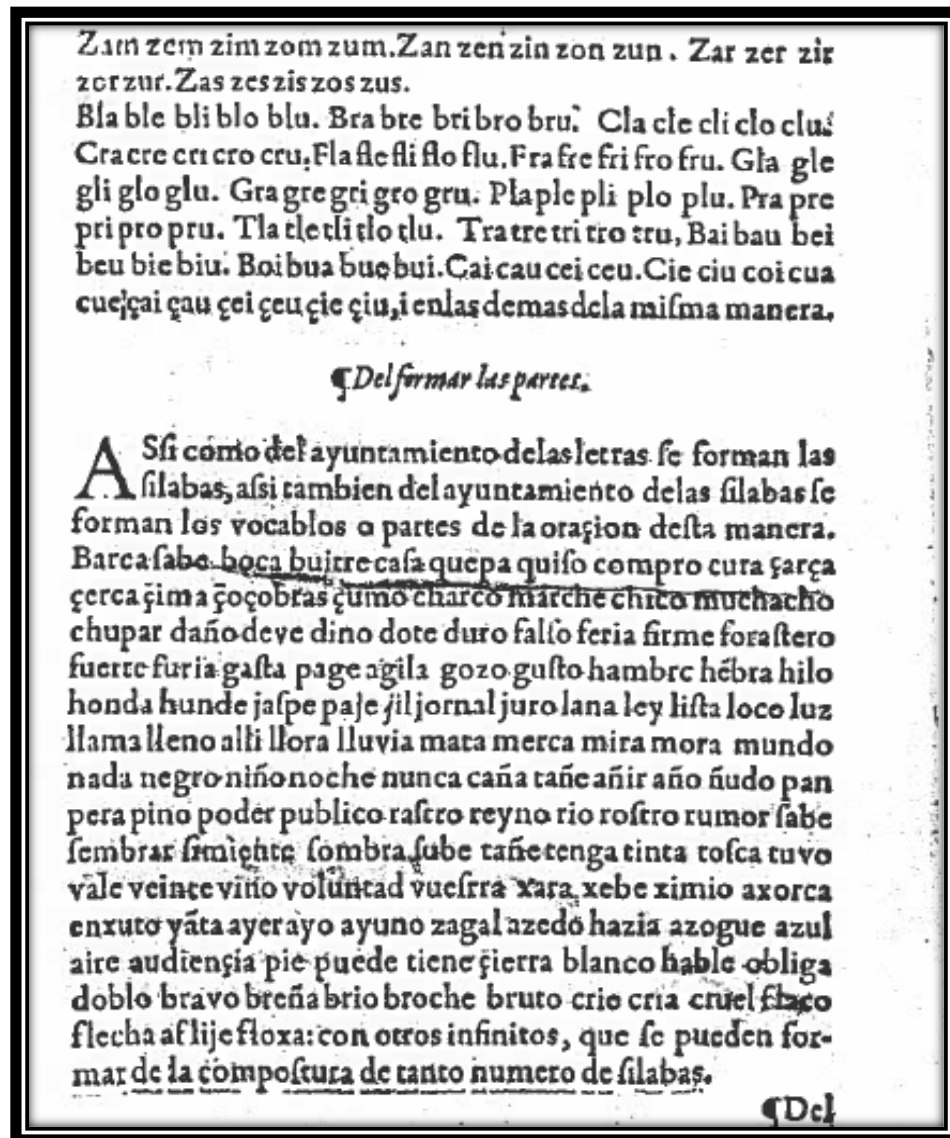 Zam zem zim zom zum. Zan zen zin zon zun. Zar zer zir
zor zur. Zas zes zis zos zus.
Bla ble bli blo blu. Bra bre bri bro bru. Cla cle cli clo clu.
Cra cre cri cro cru. Fla fle fli flo flu. Fra fre fri fro fru. Gla gle
gli glo glu. Gra gre gri gro gru. Pla ple pli plo plu. Pra pre
pri pro pru. Tla tle tli tlo tlu. Tra tre tri tro tru, Bai bau bei
beu bie biu. Boi bua bue bui. Cai cau cei ceu. Cie ciu coi cua
cue, çai çau çei çeu çie çiu, i en las demas dela miſma manera.
¶Del formar las partes.
ASſi como del ayuntamiento delas letras ſe forman las
ſilabas, aſsi tambien del ayuntamiento delas ſilabas ſe
forman los vocablos o partes de la oraçion deſta manera.
Barca ſabe boca buitre caſa quepa quiſo compro cura çarça
çerca çima çoçobras çumo charco marche chico muchacho
chupar daño deve dino dote duro falſo feria firme foraſtero
fuerte furia gaſta page agila gozo guſto hambre hẽbra hilo
honda hunde jaſpe paje jil jornal juro lana ley liſta loco luz
llama lleno alli llora lluvia mata merca mira mora mundo
nada negro niño noche nunca caña tañe añir año ñudo pan
pera pino poder publico raſtro reyno rio roſtro rumor ſabe
ſembrar ſimiente ſombra ſube tañe tenga tinta toſca tuvo
vale veinte vino voluntad vueſrra xara xebe ximio axorca
enxuto yãta ayer ayo ayuno zagal azedo hazia azogue azul
aire audiençia pie puede tiene çierra blanco hable obliga
doblo bravo breña brio broche bruto crio cria cruel flaco
flecha aflije floxa: con otros infinitos, que ſe pueden for-
mar de la compoſtura de tanto numero de ſilabas.
¶Del